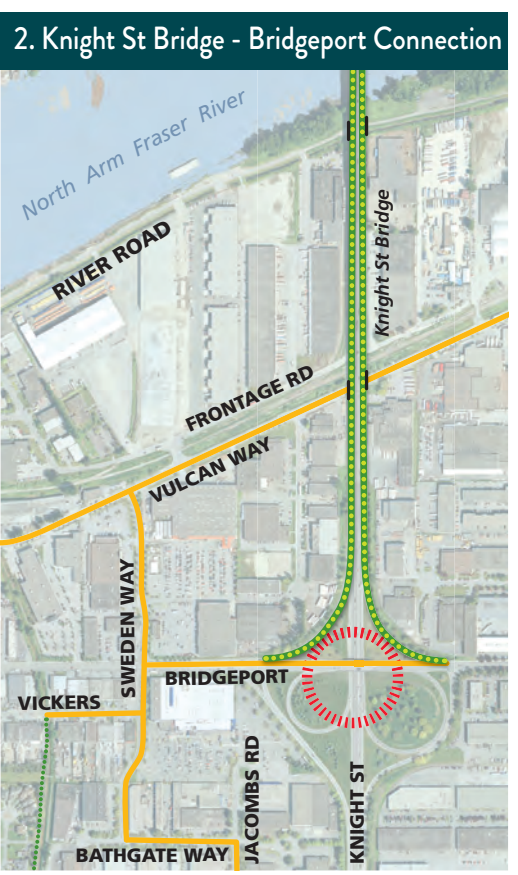 2. Knight St Bridge - Bridgeport Connection
North Arm Fraser River
RIVER ROAD
Knight St Bridge
FRONTAGE RD
VULCAN WAY
SWEDEN WAY
BRIDGEPORT
VICKERS
JACOMBS RD
KNIGHT ST
BATHGATE WAY